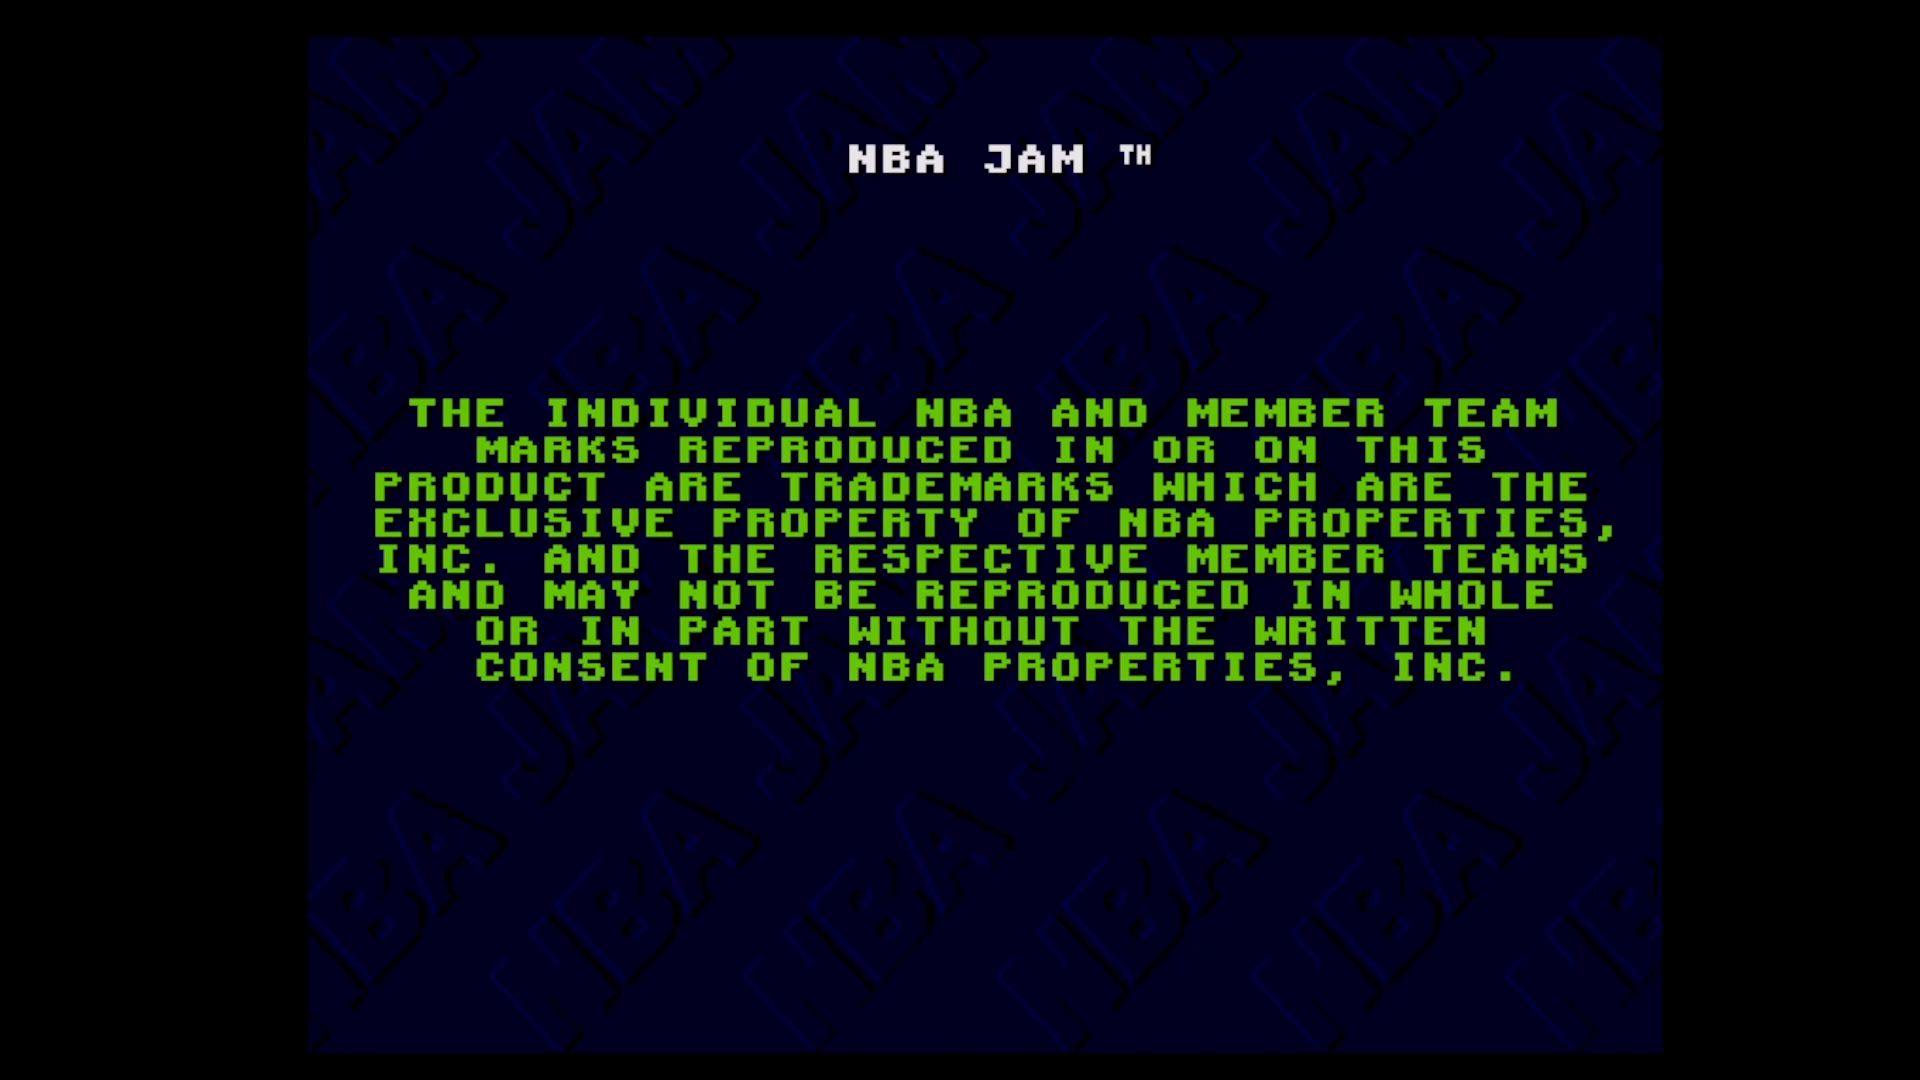 NBA JAM ™
THE INDIVIDUAL NBA AND MEMBER TEAM
MARKS REPRODUCED IN OR ON THIS
PRODUCT ARE TRADEMARKS WHICH ARE THE
EXCLUSIVE PROPERTY OF NBA PROPERTIES,
INC. AND THE RESPECTIVE MEMBER TEAMS
AND MAY NOT BE REPRODUCED IN WHOLE
OR IN PART WITHOUT THE WRITTEN
CONSENT OF NBA PROPERTIES, INC.